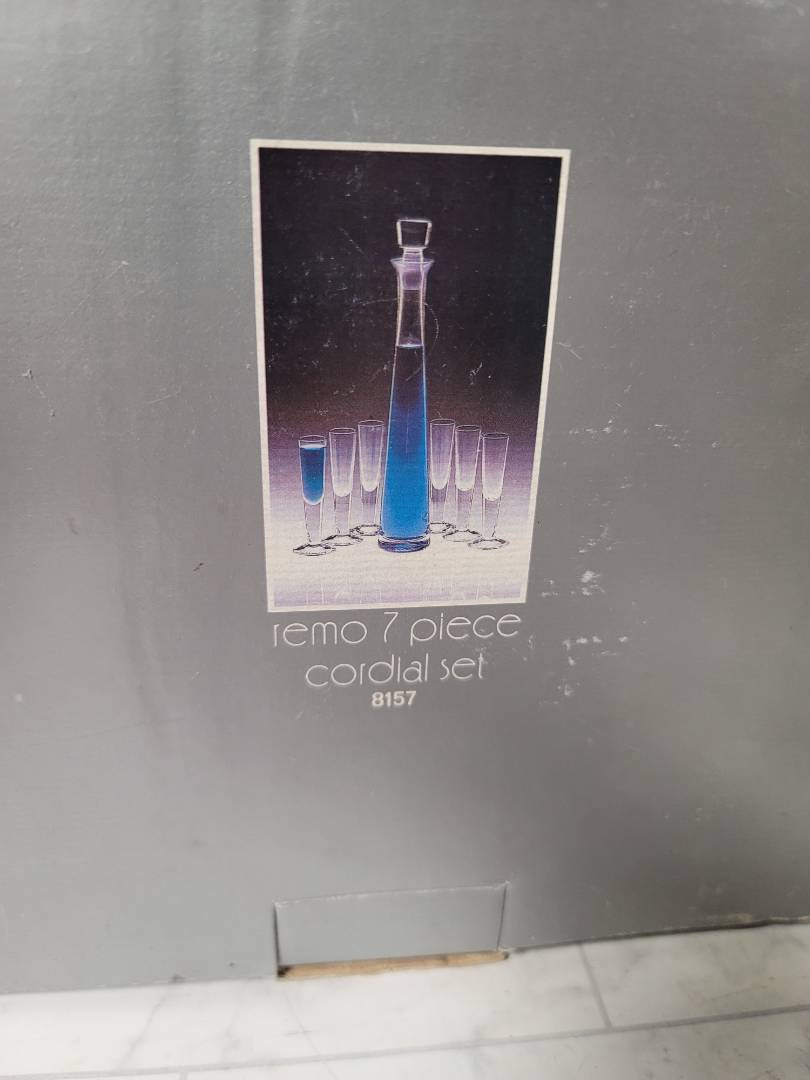 remo 7 piece
cordial set
8157